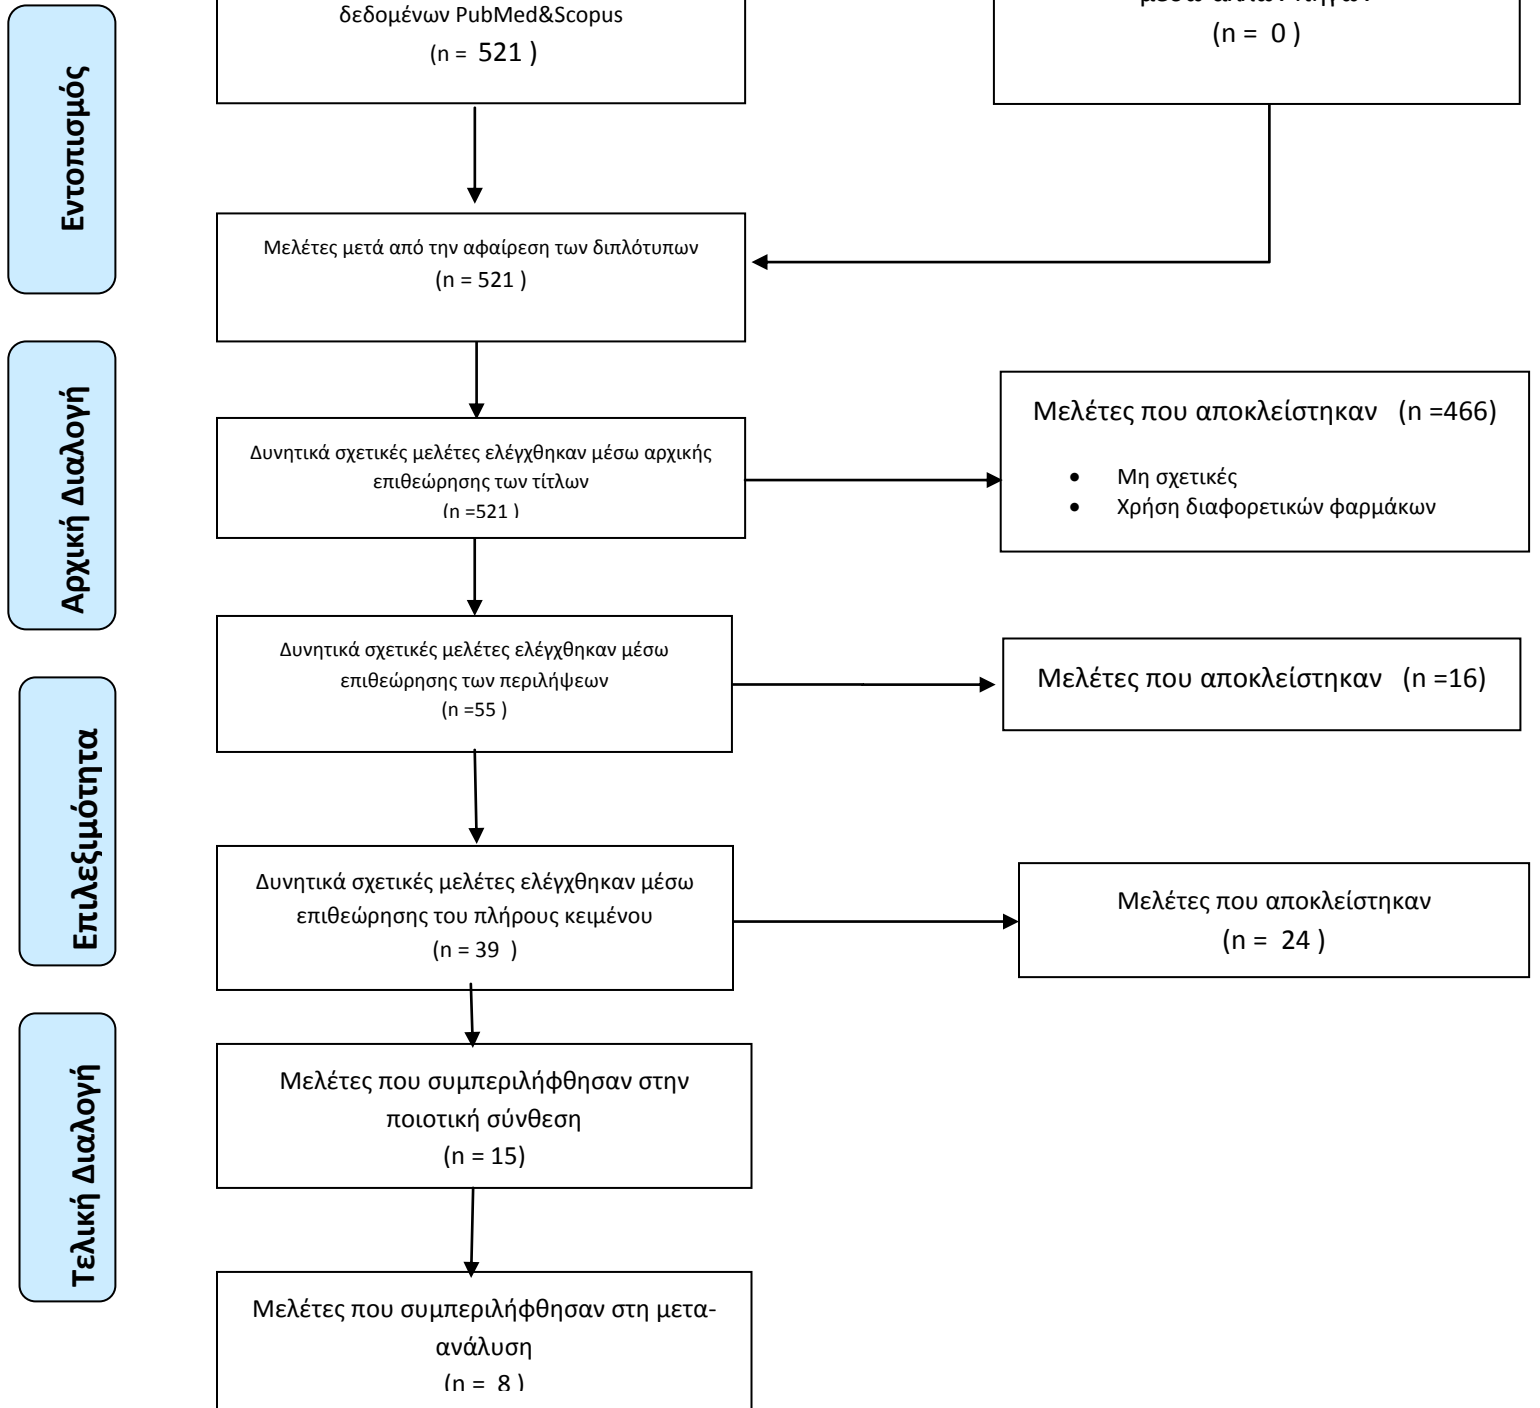 δεδομένων PubMed&Scopus
(n = 521 )
(n = 0 )
Εντοπισμός
Μελέτες μετά από την αφαίρεση των διπλότυπων
(n = 521 )
Αρχική Διαλογή
Δυνητικά σχετικές μελέτες ελέγχθηκαν μέσω αρχικής
επιθεώρησης των τίτλων
(n =521 )
Μελέτες που αποκλείστηκαν (n =466)
• Μη σχετικές
• Χρήση διαφορετικών φαρμάκων
Δυνητικά σχετικές μελέτες ελέγχθηκαν μέσω
επιθεώρησης των περιλήψεων
(n =55 )
Μελέτες που αποκλείστηκαν (n =16)
Επιλεξιμότητα
Δυνητικά σχετικές μελέτες ελέγχθηκαν μέσω
επιθεώρησης του πλήρους κειμένου
(n = 39 )
Μελέτες που αποκλείστηκαν
(n = 24 )
Τελική Διαλογή
Μελέτες που συμπεριλήφθησαν στην
ποιοτική σύνθεση
(n = 15)
Μελέτες που συμπεριλήφθησαν στη μετα-
ανάλυση
(n = 8 )